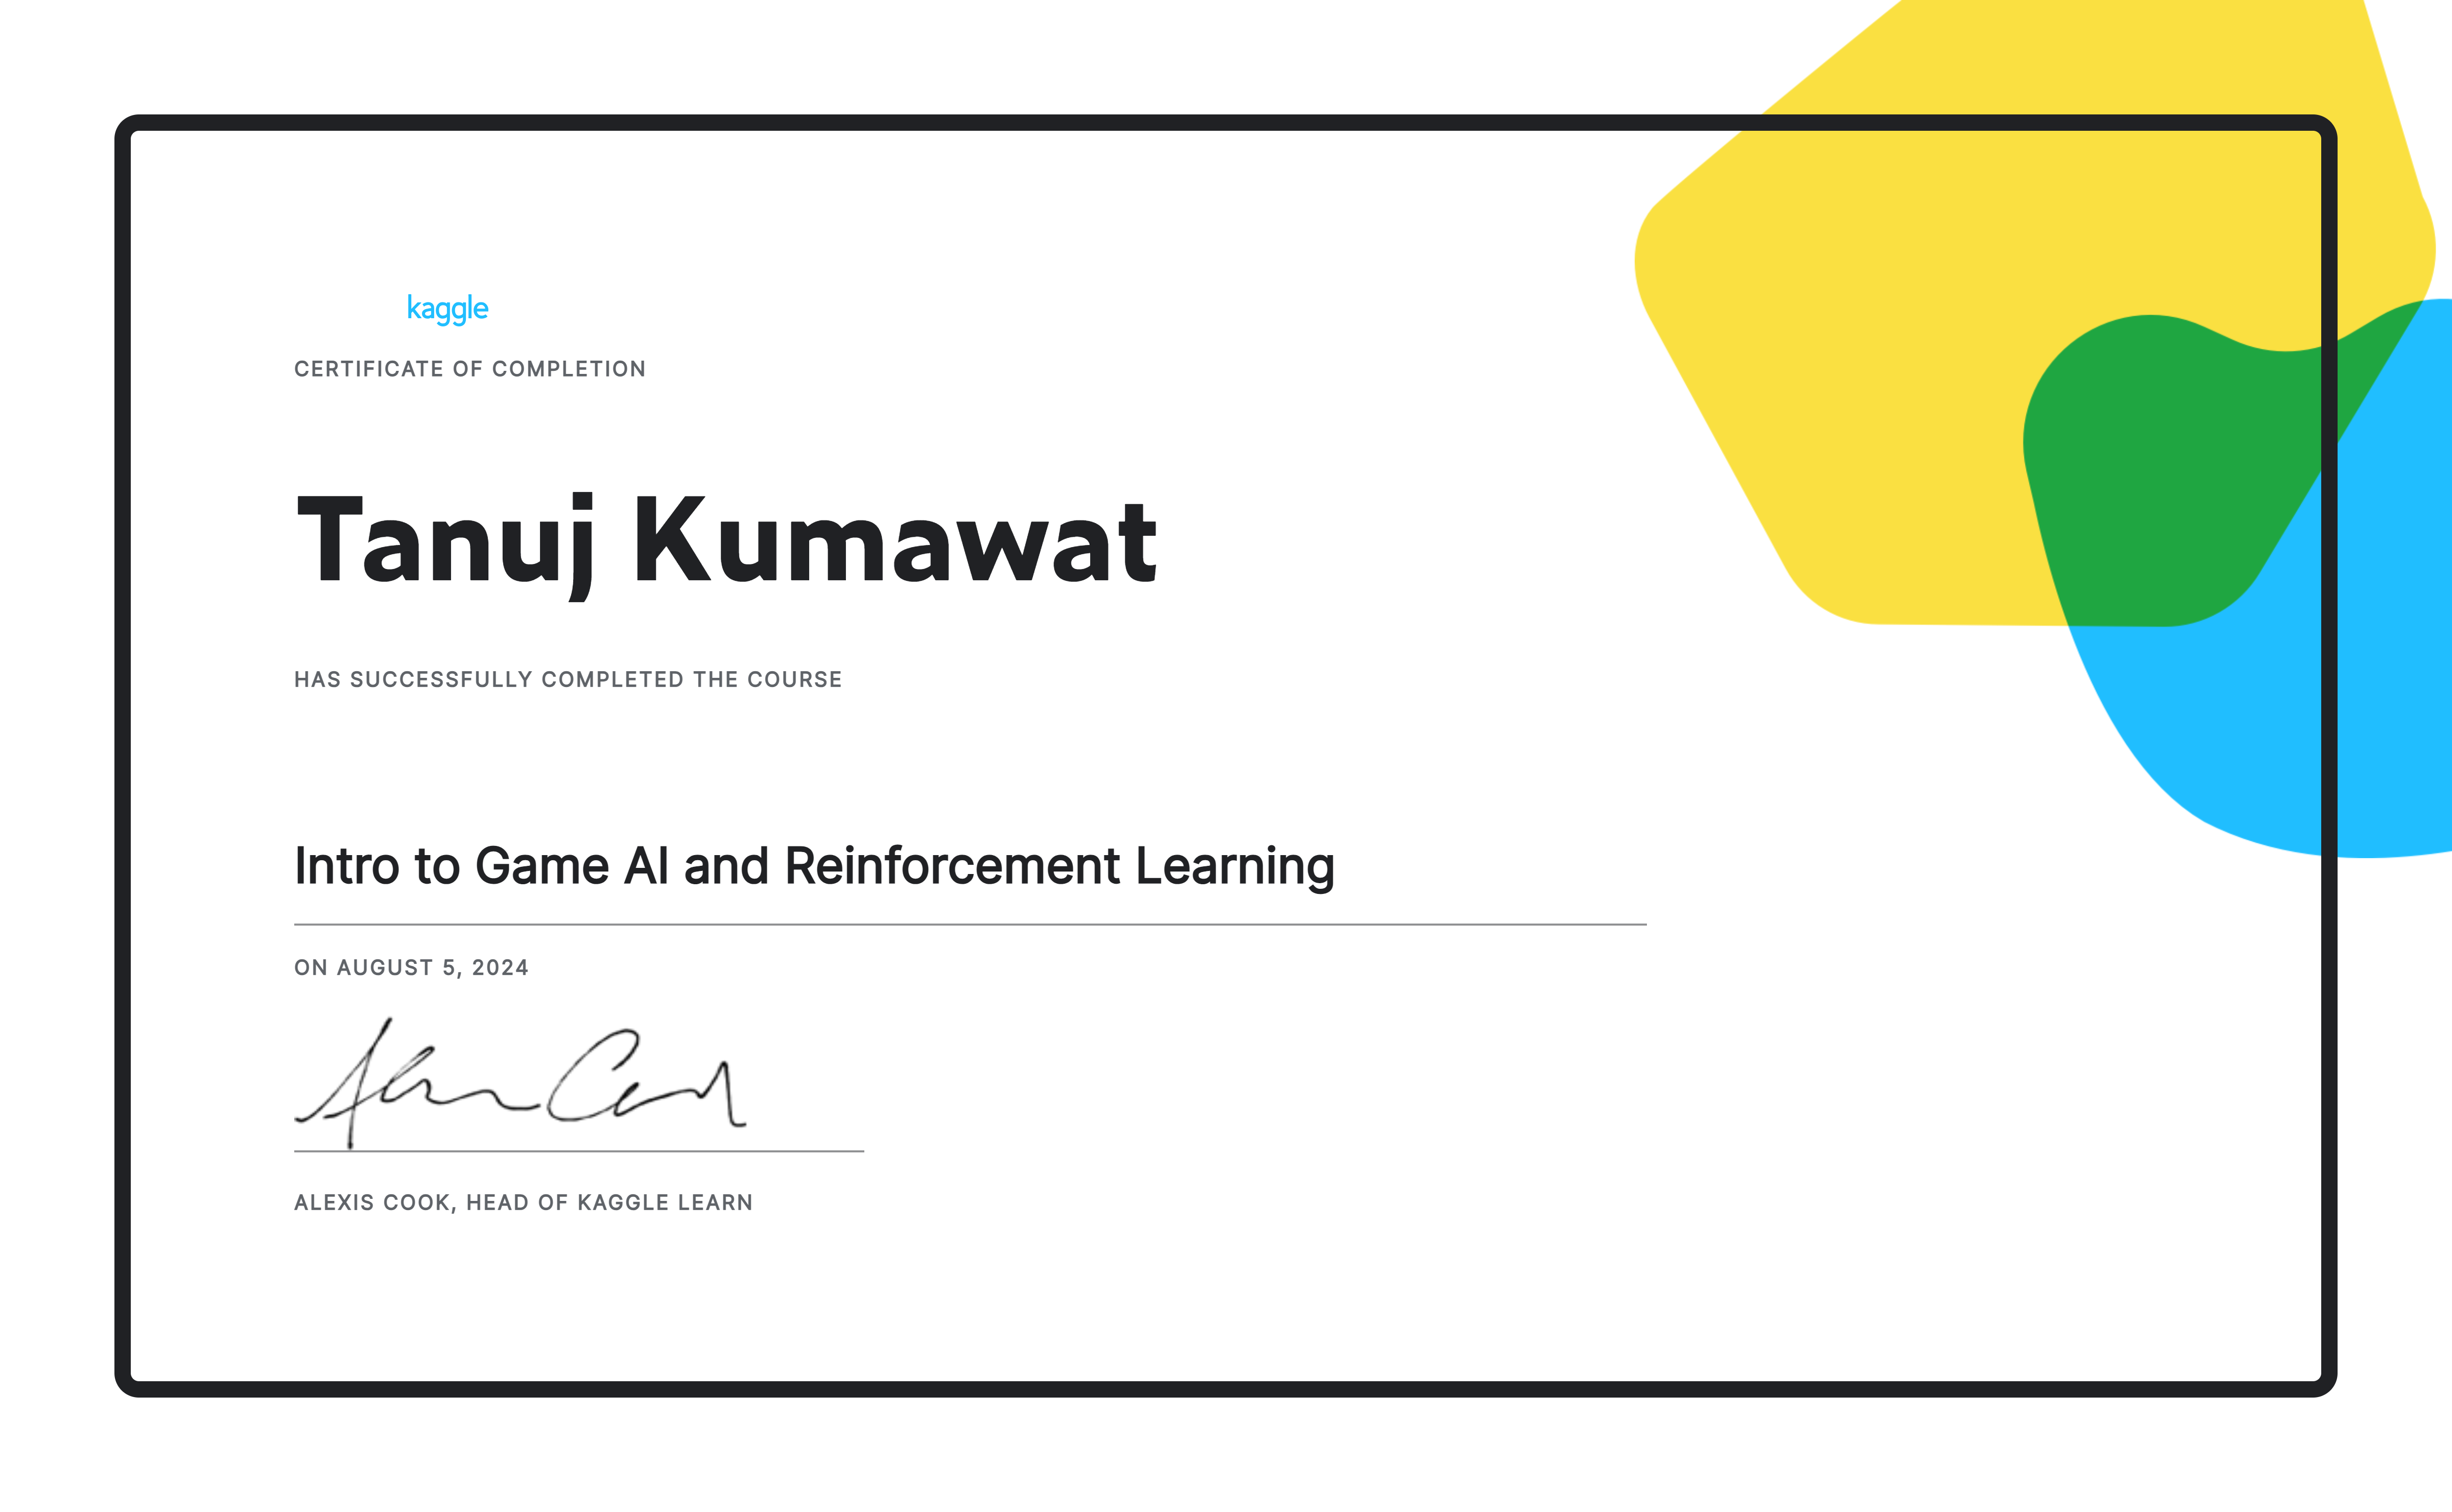 kaggle
CERTIFICATE OF COMPLETION
Tanuj Kumawat
HAS SUCCESSFULLY COMPLETED THE COURSE
Intro to Game AI and Reinforcement Learning
ON AUGUST 5, 2024
ALEXIS COOK, HEAD OF KAGGLE LEARN